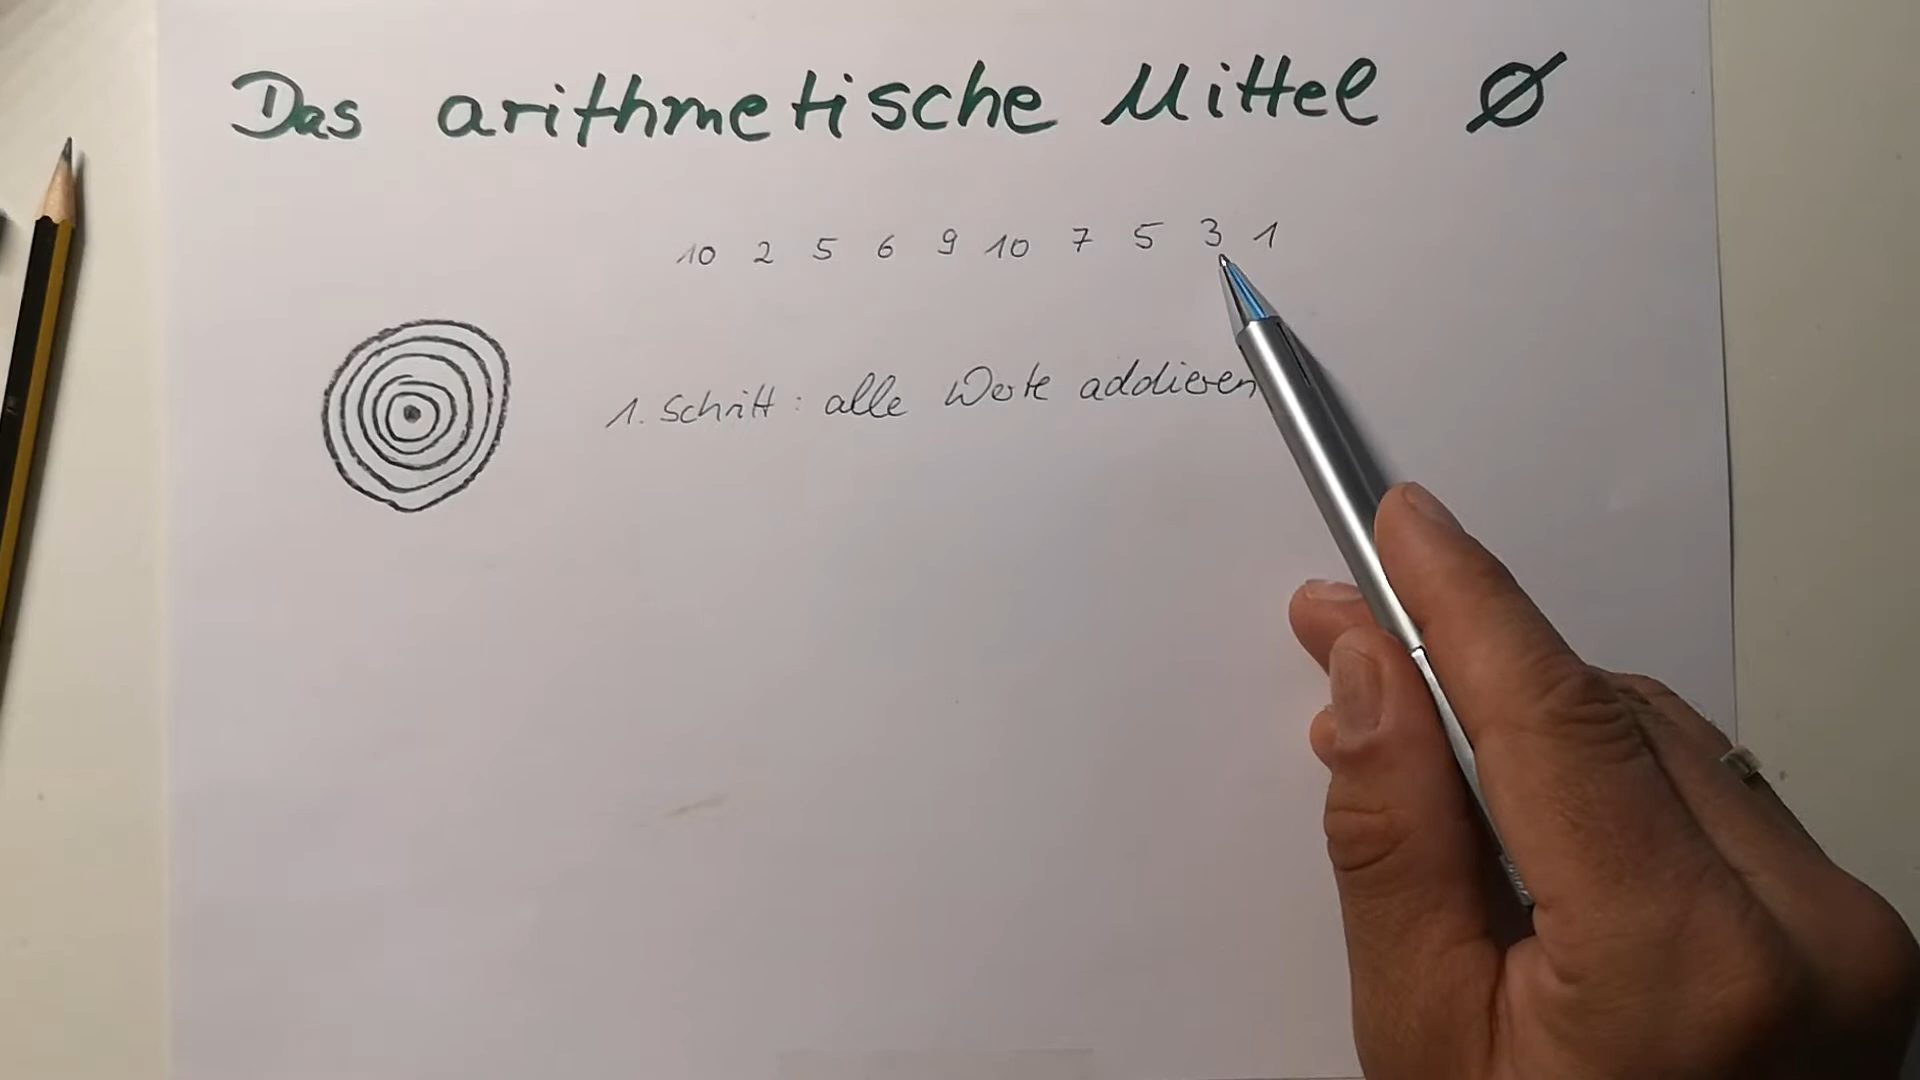 Das arithmetische Mittel Ø
10 2 5 6 9 10 7 5 3 1
1. Schritt: alle Werte addieren